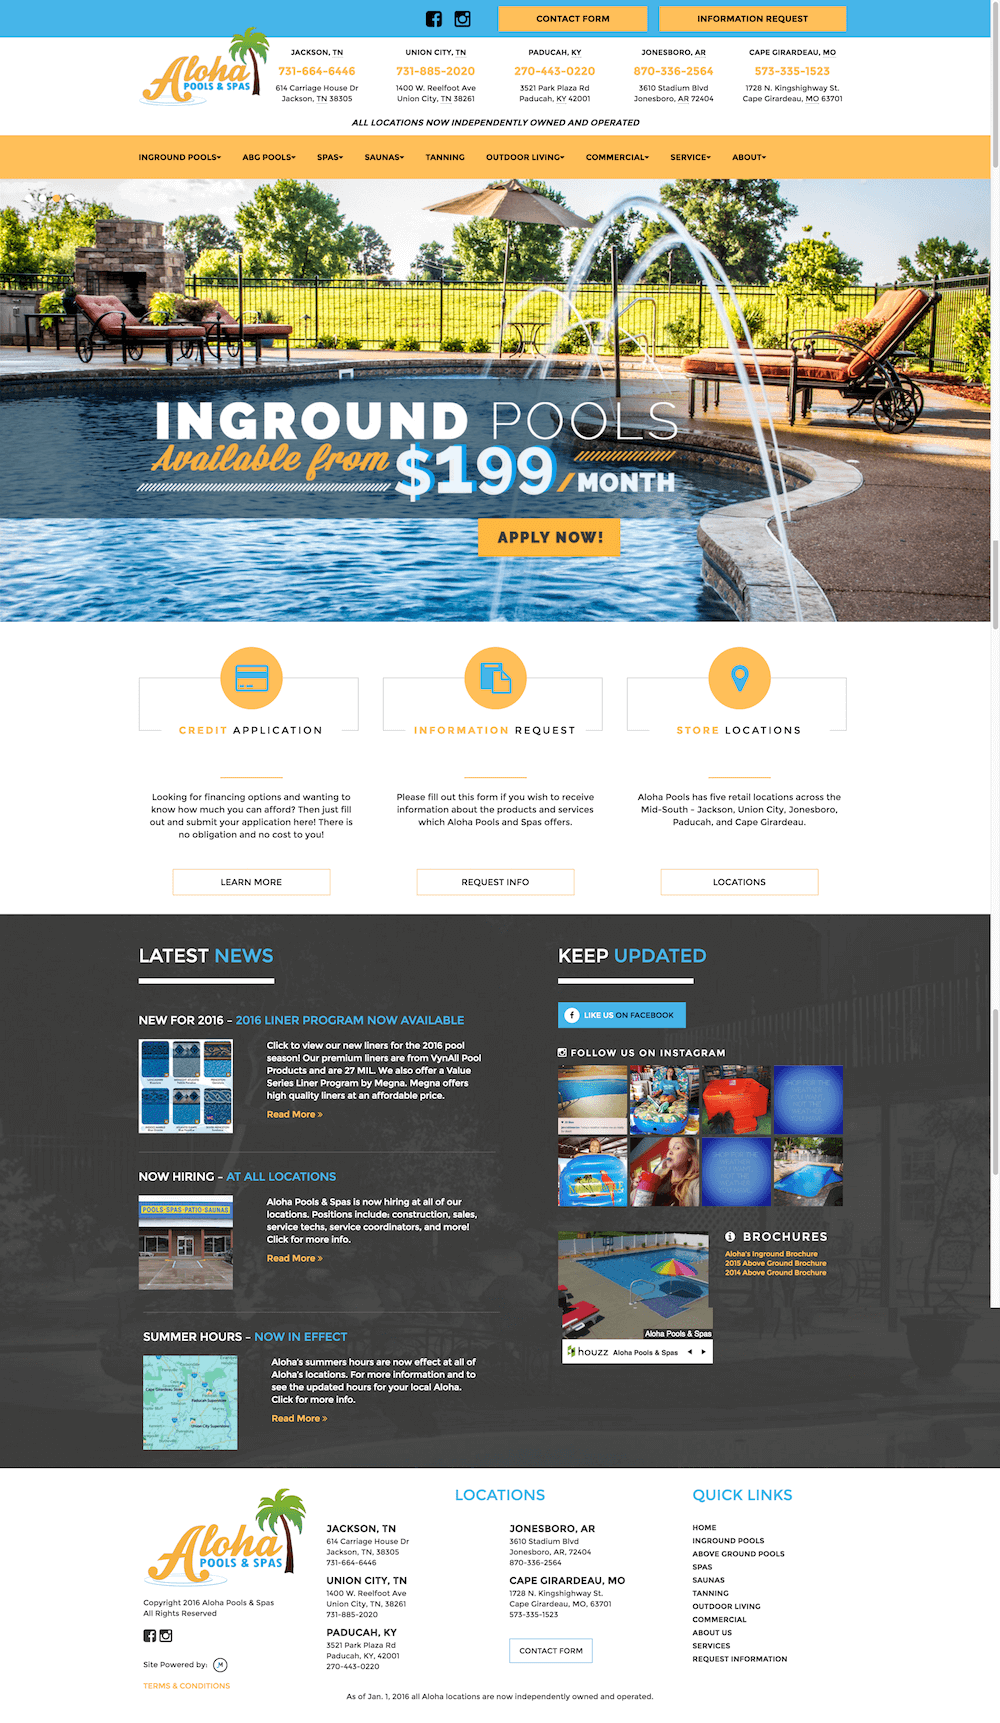 CONTACT FORM
INFORMATION REQUEST
Aloha
POOLS & SPAS
JACKSON, TN
731-664-6446
614 Carriage House Dr
Jackson, TN 38305
UNION CITY, TN
731-885-2020
1400 W. Reelfoot Ave
Union City, TN 38261
PADUCAH, KY
270-443-0220
3521 Park Plaza Rd
Paducah, KY 42001
JONESBORO, AR
870-336-2564
3610 Stadium Blvd
Jonesboro, AR 72404
CAPE GIRARDEAU, MO
573-335-1523
1728 N. Kingshighway St.
Cape Girardeau, MO 63701
ALL LOCATIONS NOW INDEPENDENTLY OWNED AND OPERATED
INGROUND POOLS
ABG POOLS
SPAS
SAUNAS
TANNING
OUTDOOR LIVING
COMMERCIAL
SERVICE
ABOUT
INGROUND POOLS
Available from $199/MONTH
APPLY NOW!
CREDIT APPLICATION
Looking for financing options and wanting to
know how much you can afford? Then just fill
out and submit your application here! There is
no obligation and no cost to you!
LEARN MORE
INFORMATION REQUEST
Please fill out this form if you wish to receive
information about the products and services
which Aloha Pools and Spas offers.
REQUEST INFO
STORE LOCATIONS
Aloha Pools has five retail locations across the
Mid-South - Jackson, Union City, Jonesboro,
Paducah, and Cape Girardeau.
LOCATIONS
LATEST NEWS
NEW FOR 2016 - 2016 LINER PROGRAM NOW AVAILABLE
Click to view our new liners for the 2016 pool
season! Our premium liners are from VynAll Pool
Products and are 27 MIL. We also offer a Value
Series Liner Program by Megna. Megna offers
high quality liners at an affordable price.
Read More »
NOW HIRING - AT ALL LOCATIONS
POOLS-SPAS-PATIO-SAUNAS
Aloha Pools & Spas is now hiring at all of our
locations. Positions include: construction, sales,
service techs, service coordinators, and more!
Click for more info.
Read More »
SUMMER HOURS - NOW IN EFFECT
Aloha's summers hours are now effect at all of
Aloha's locations. For more information and to
see the updated hours for your local Aloha.
Click for more info.
Read More »
KEEP UPDATED
LIKE US ON FACEBOOK
FOLLOW US ON INSTAGRAM
Aloha Pools & Spas
houzz Aloha Pools & Spas
BROCHURES
Aloha's Inground Brochure
2015 Above Ground Brochure
2014 Above Ground Brochure
Aloha
POOLS & SPAS
Copyright 2016 Aloha Pools & Spas
All Rights Reserved
Site Powered by:
TERMS & CONDITIONS
LOCATIONS
JACKSON, TN
614 Carriage House Dr
Jackson, TN, 38305
731-664-6446
UNION CITY, TN
1400 W. Reelfoot Ave
Union City, TN, 38261
731-885-2020
PADUCAH, KY
3521 Park Plaza Rd
Paducah, KY, 42001
270-443-0220
JONESBORO, AR
3610 Stadium Blvd
Jonesboro, AR, 72404
870-336-2564
CAPE GIRARDEAU, MO
1728 N. Kingshighway St.
Cape Girardeau, MO, 63701
573-335-1523
CONTACT FORM
QUICK LINKS
HOME
INGROUND POOLS
ABOVE GROUND POOLS
SPAS
SAUNAS
TANNING
OUTDOOR LIVING
COMMERCIAL
ABOUT US
SERVICES
REQUEST INFORMATION
As of Jan. 1, 2016 all Aloha locations are now independently owned and operated.